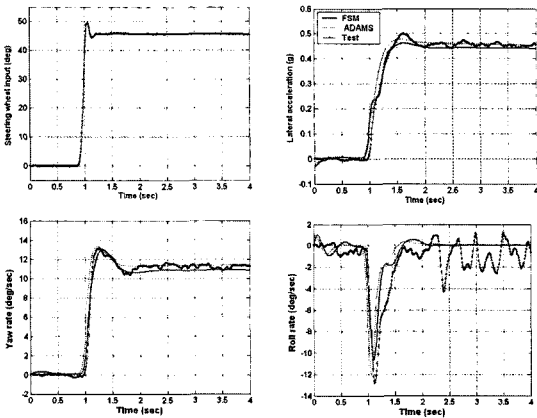 Steering wheel input (deg)
60
50
40
30
20
10
0
-10
0 0.5 1 1.5 2 2.5 3 3.5 4
Time (sec)
Lateral acceleration (g)
0.6
0.5
0.4
0.3
0.2
0.1
0
-0.1
FSM
ADAMS
Test
0 0.5 1 1.5 2 2.5 3 3.5 4
Time (sec)
Yaw rate (deg/sec)
16
14
12
10
8
6
4
2
0
-2
0 0.5 1 1.5 2 2.5 3 3.5 4
Time (sec)
Roll rate (deg/sec)
2
0
-2
-4
-6
-8
-10
-12
-14
0 0.5 1 1.5 2 2.5 3 3.5 4
Time (sec)